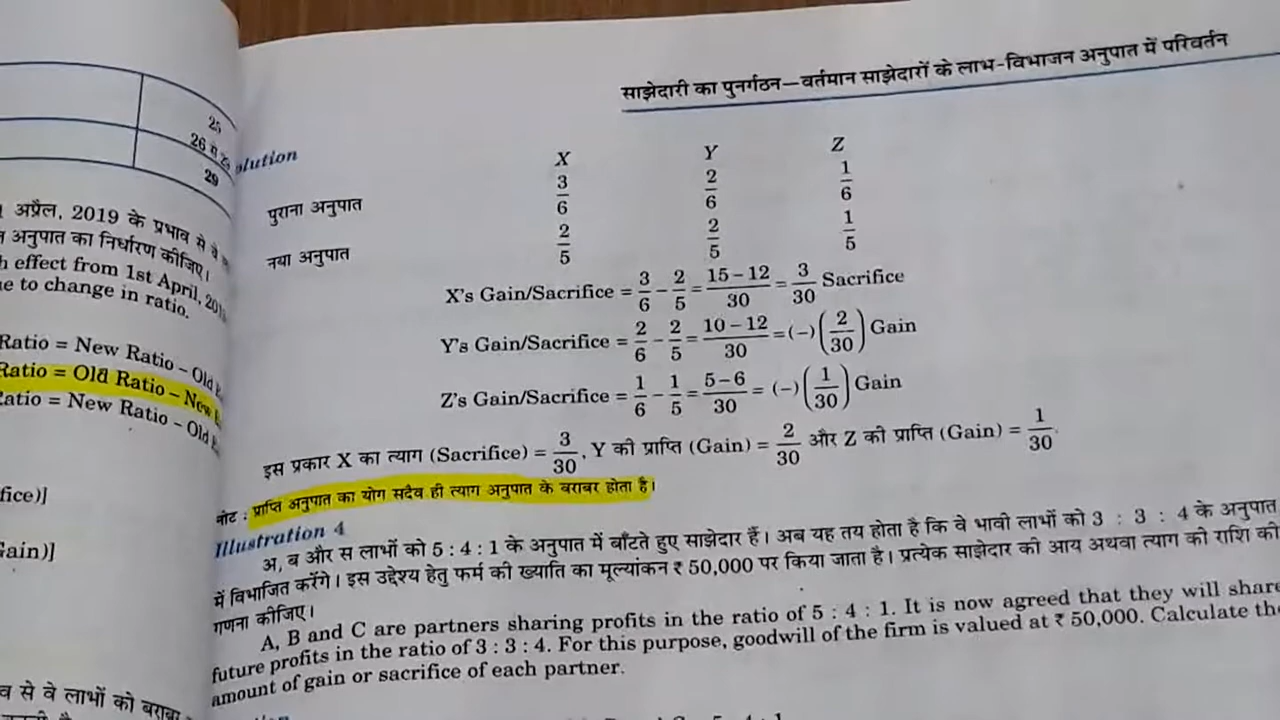 25
26 में
29
अप्रैल, 2019 के प्रभाव से वे
अनुपात का निर्धारण कीजिए।
effect from 1st April,
to change in ratio.
Ratio = New Ratio – Old
Ratio = Old Ratio – New
Ratio = New Ratio – Old
fice)]
Gain)]
व से वे लाभों को बराबर
साझेदारी का पुनर्गठन—वर्तमान साझेदारों के लाभ-विभाजन अनुपात में परिवर्तन
olution
X Y Z
पुराना अनुपात 3/6 2/6 1/6
नया अनुपात 2/5 2/5 1/5
X's Gain/Sacrifice = 3/6 – 2/5 = (15 – 12)/30 = 3/30 Sacrifice
Y's Gain/Sacrifice = 2/6 – 2/5 = (10 – 12)/30 = (–)(2/30) Gain
Z's Gain/Sacrifice = 1/6 – 1/5 = (5–6)/30 = (–)(1/30) Gain
इस प्रकार X का त्याग (Sacrifice) = 3/30, Y की प्राप्ति (Gain) = 2/30 और Z की प्राप्ति (Gain) = 1/30.
नोट : प्राप्ति अनुपात का योग सदैव ही त्याग अनुपात के बराबर होता है।
Illustration 4
अ, ब और स लाभों को 5 : 4 : 1 के अनुपात में बाँटते हुए साझेदार हैं। अब यह तय होता है कि वे भावी लाभों को 3 : 3 : 4 के अनुपात
में विभाजित करेंगे। इस उद्देश्य हेतु फर्म की ख्याति का मूल्यांकन ₹ 50,000 पर किया जाता है। प्रत्येक साझेदार की आय अथवा त्याग की राशि की
गणना कीजिए।
A, B and C are partners sharing profits in the ratio of 5 : 4 : 1. It is now agreed that they will share
future profits in the ratio of 3 : 3 : 4. For this purpose, goodwill of the firm is valued at ₹ 50,000. Calculate the
amount of gain or sacrifice of each partner.